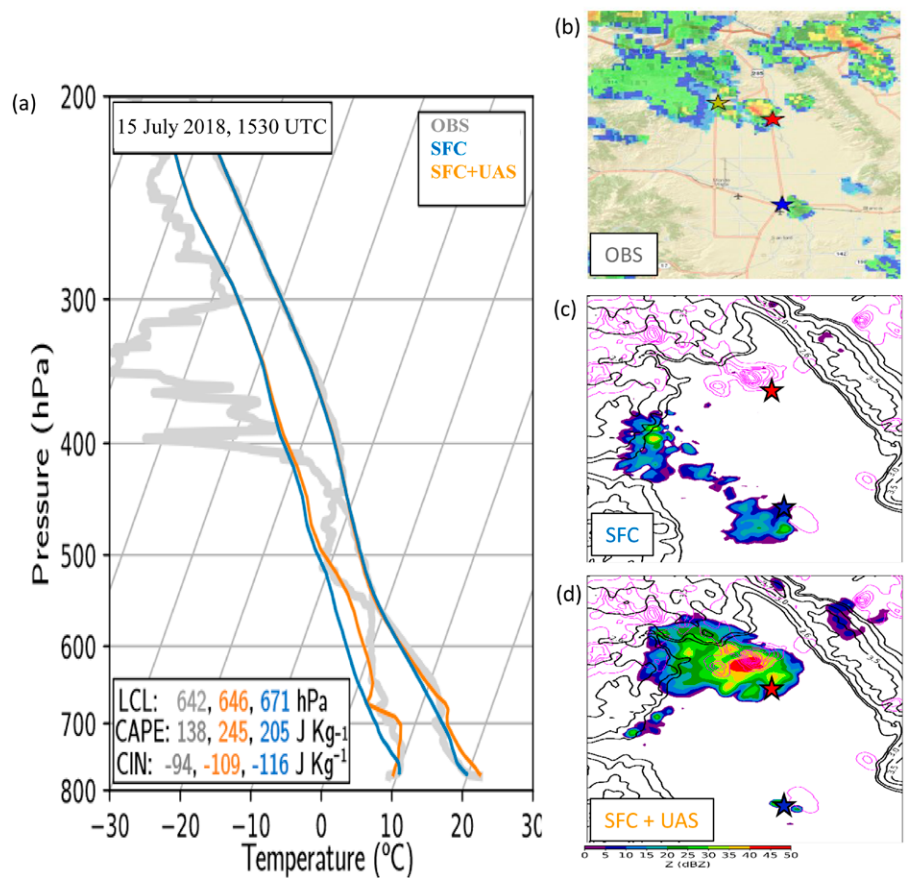 (a)
200
300
400
500
600
700
800
Pressure (hPa)
15 July 2018, 1530 UTC
OBS
SFC
SFC+UAS
LCL: 642, 646, 671 hPa
CAPE: 138, 245, 205 J Kg-1
CIN: -94, -109, -116 J Kg-1
−30 −20 −10 0 10 20 30
Temperature (ºC)
(b)
OBS
(c)
SFC
(d)
SFC + UAS
0 5 10 15 20 25 30 35 40 45 50
Z (dBZ)